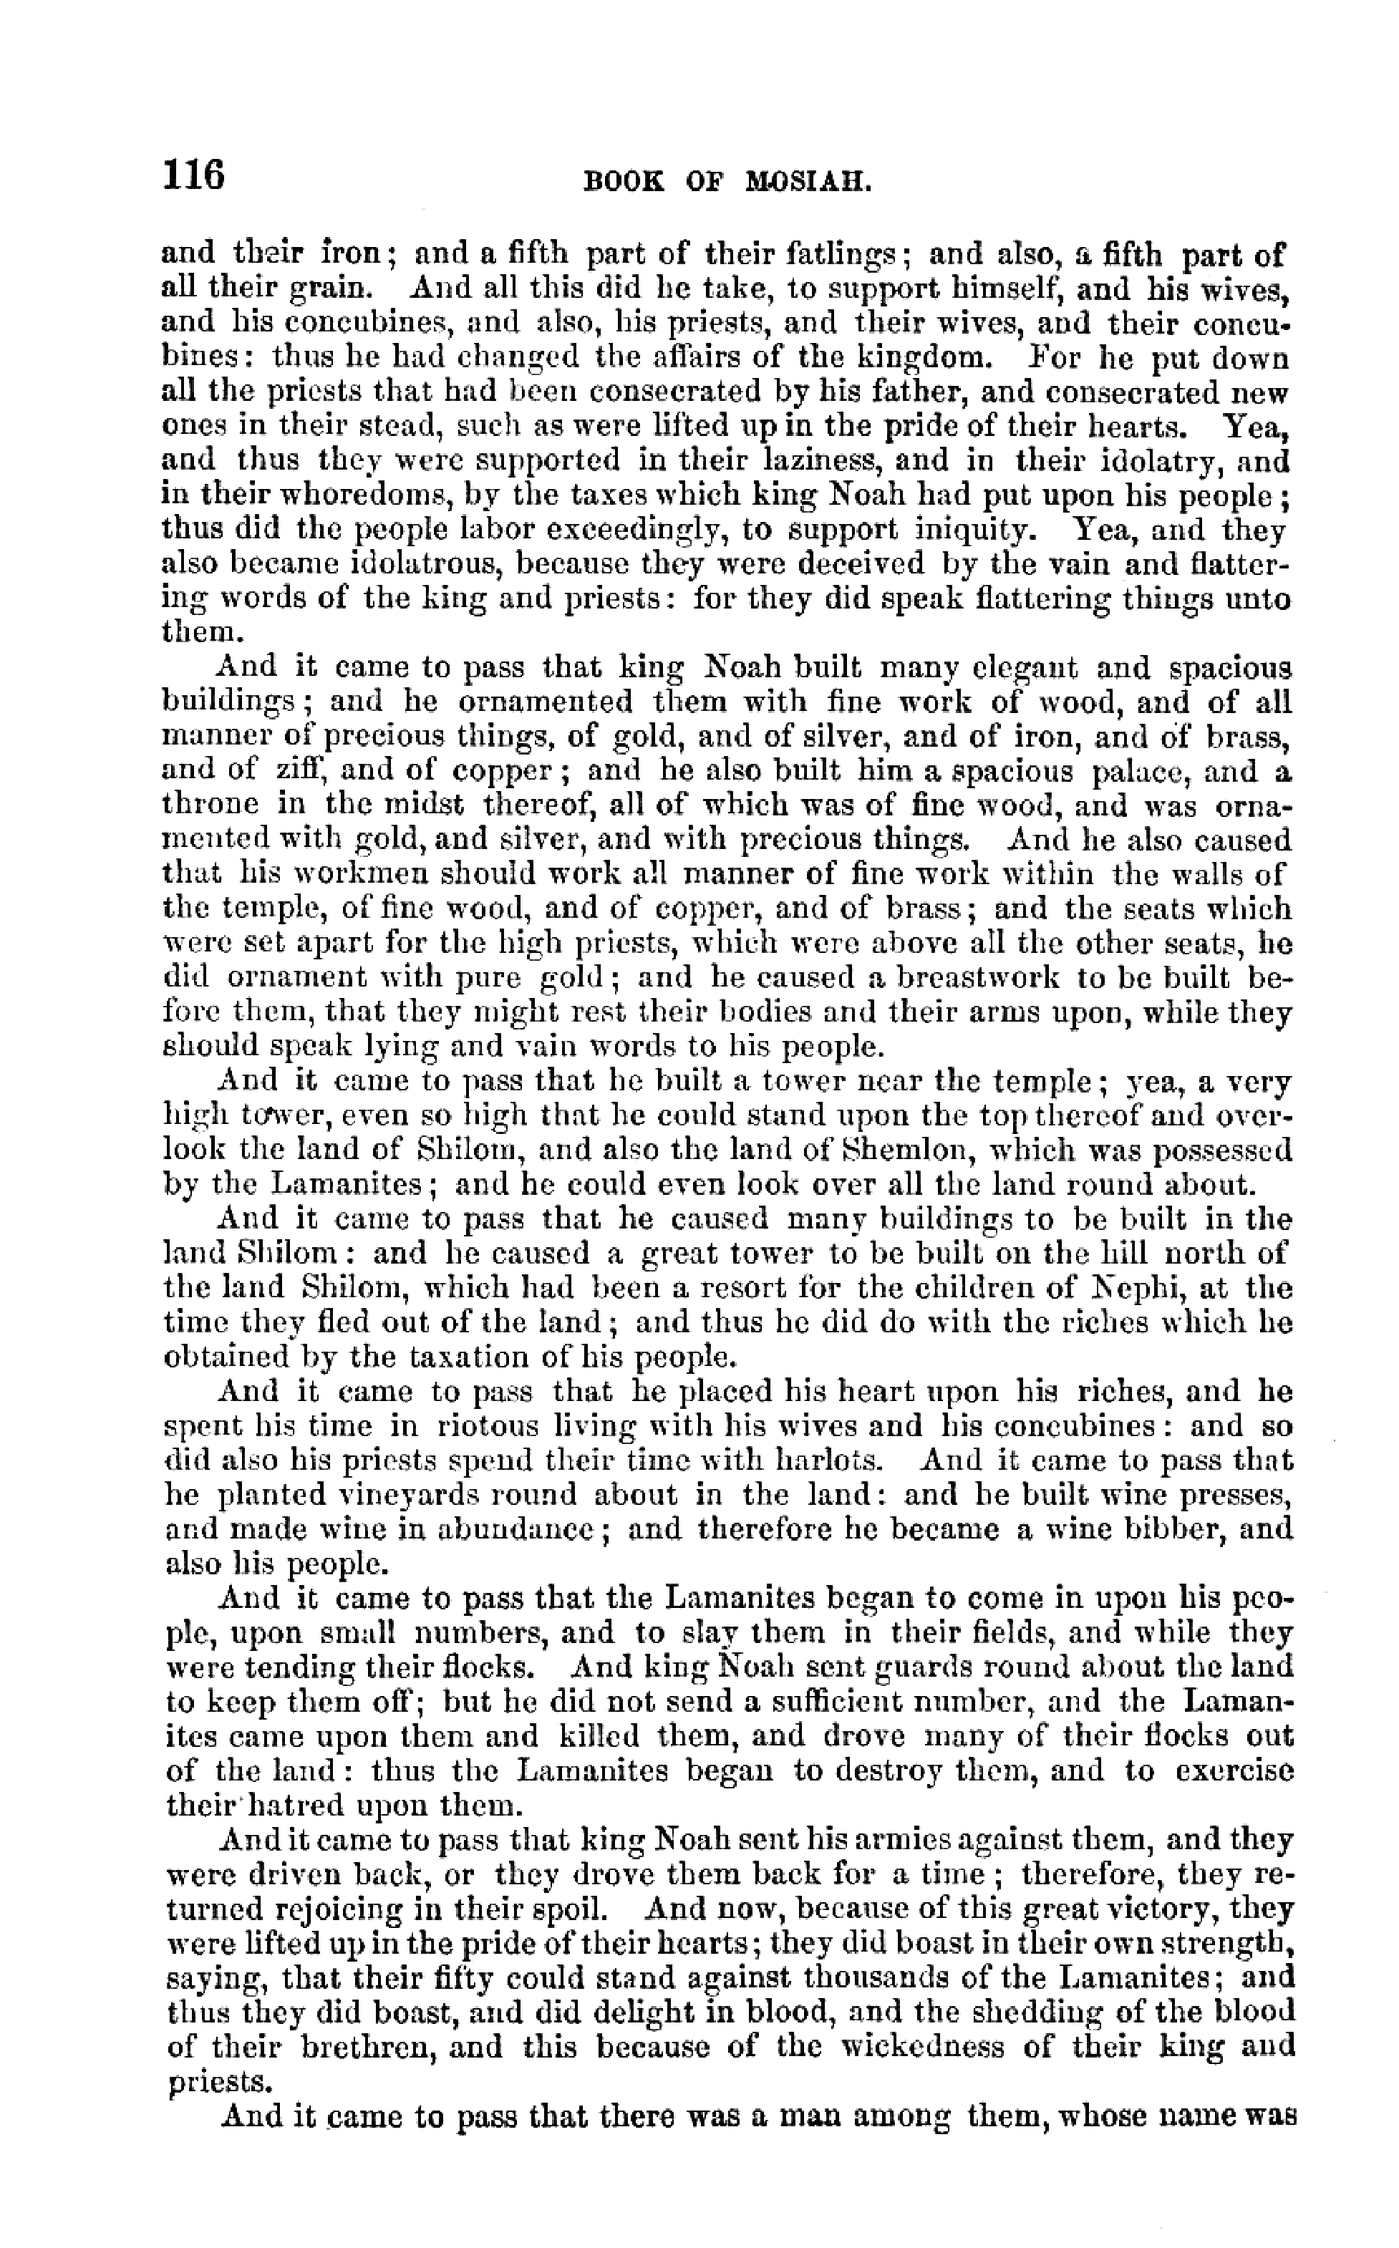 116 BOOK OF MOSIAH.
and their iron; and a fifth part of their fatlings; and also, a fifth part of
all their grain. And all this did he take, to support himself, and his wives,
and his concubines, and also, his priests, and their wives, and their concu-
bines: thus he had changed the affairs of the kingdom. For he put down
all the priests that had been consecrated by his father, and consecrated new
ones in their stead, such as were lifted up in the pride of their hearts. Yea,
and thus they were supported in their laziness, and in their idolatry, and
in their whoredoms, by the taxes which king Noah had put upon his people;
thus did the people labor exceedingly, to support iniquity. Yea, and they
also became idolatrous, because they were deceived by the vain and flatter-
ing words of the king and priests: for they did speak flattering things unto
them.
And it came to pass that king Noah built many elegant and spacious
buildings; and he ornamented them with fine work of wood, and of all
manner of precious things, of gold, and of silver, and of iron, and of brass,
and of ziff, and of copper; and he also built him a spacious palace, and a
throne in the midst thereof, all of which was of fine wood, and was orna-
mented with gold, and silver, and with precious things. And he also caused
that his workmen should work all manner of fine work within the walls of
the temple, of fine wood, and of copper, and of brass; and the seats which
were set apart for the high priests, which were above all the other seats, he
did ornament with pure gold; and he caused a breastwork to be built be-
fore them, that they might rest their bodies and their arms upon, while they
should speak lying and vain words to his people.
And it came to pass that he built a tower near the temple; yea, a very
high tower, even so high that he could stand upon the top thereof and over-
look the land of Shilom, and also the land of Shemlon, which was possessed
by the Lamanites; and he could even look over all the land round about.
And it came to pass that he caused many buildings to be built in the
land Shilom: and he caused a great tower to be built on the hill north of
the land Shilom, which had been a resort for the children of Nephi, at the
time they fled out of the land; and thus he did do with the riches which he
obtained by the taxation of his people.
And it came to pass that he placed his heart upon his riches, and he
spent his time in riotous living with his wives and his concubines: and so
did also his priests spend their time with harlots. And it came to pass that
he planted vineyards round about in the land: and he built wine presses,
and made wine in abundance; and therefore he became a wine bibber, and
also his people.
And it came to pass that the Lamanites began to come in upon his peo-
ple, upon small numbers, and to slay them in their fields, and while they
were tending their flocks. And king Noah sent guards round about the land
to keep them off; but he did not send a sufficient number, and the Laman-
ites came upon them and killed them, and drove many of their flocks out
of the land: thus the Lamanites began to destroy them, and to exercise
their hatred upon them.
And it came to pass that king Noah sent his armies against them, and they
were driven back, or they drove them back for a time; therefore, they re-
turned rejoicing in their spoil. And now, because of this great victory, they
were lifted up in the pride of their hearts; they did boast in their own strength,
saying, that their fifty could stand against thousands of the Lamanites; and
thus they did boast, and did delight in blood, and the shedding of the blood
of their brethren, and this because of the wickedness of their king and
priests.
And it came to pass that there was a man among them, whose name was